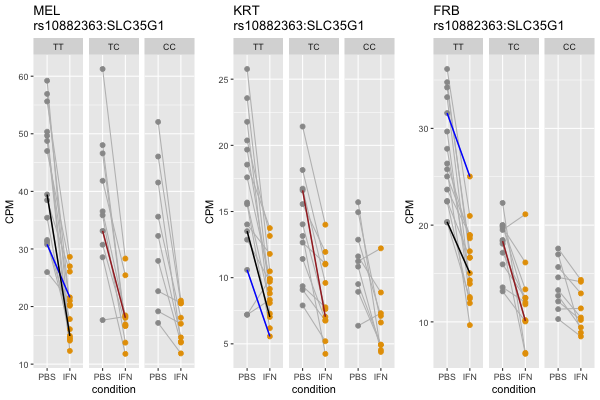 MEL
rs10882363:SLC35G1
TT TC CC
CPM
60
50
40
30
20
10
PBS IFN PBS IFN PBS IFN
condition
KRT
rs10882363:SLC35G1
TT TC CC
CPM
25
20
15
10
5
PBS IFN PBS IFN PBS IFN
condition
FRB
rs10882363:SLC35G1
TT TC CC
CPM
30
20
10
PBS IFN PBS IFN PBS IFN
condition